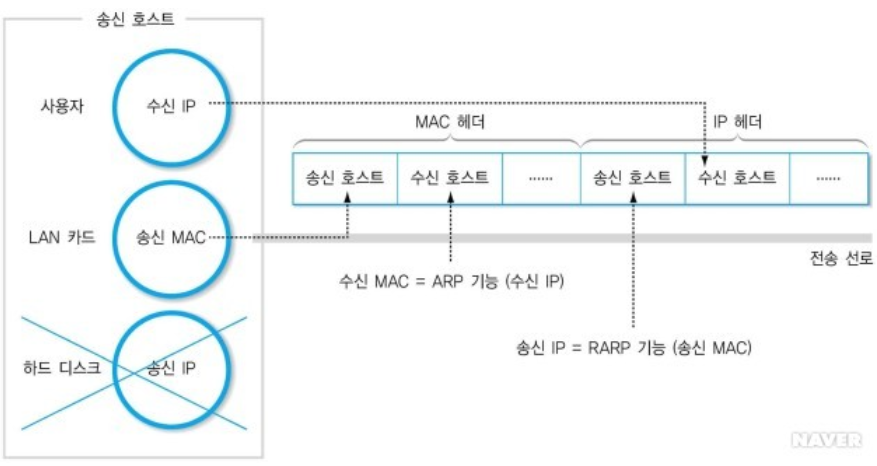 송신 호스트
사용자
수신 IP
LAN 카드
송신 MAC
하드 디스크
송신 IP
MAC 헤더
IP 헤더
송신 호스트
수신 호스트
......
송신 호스트
수신 호스트
......
전송 선로
수신 MAC = ARP 기능 (수신 IP)
송신 IP = RARP 기능 (송신 MAC)
NAVER